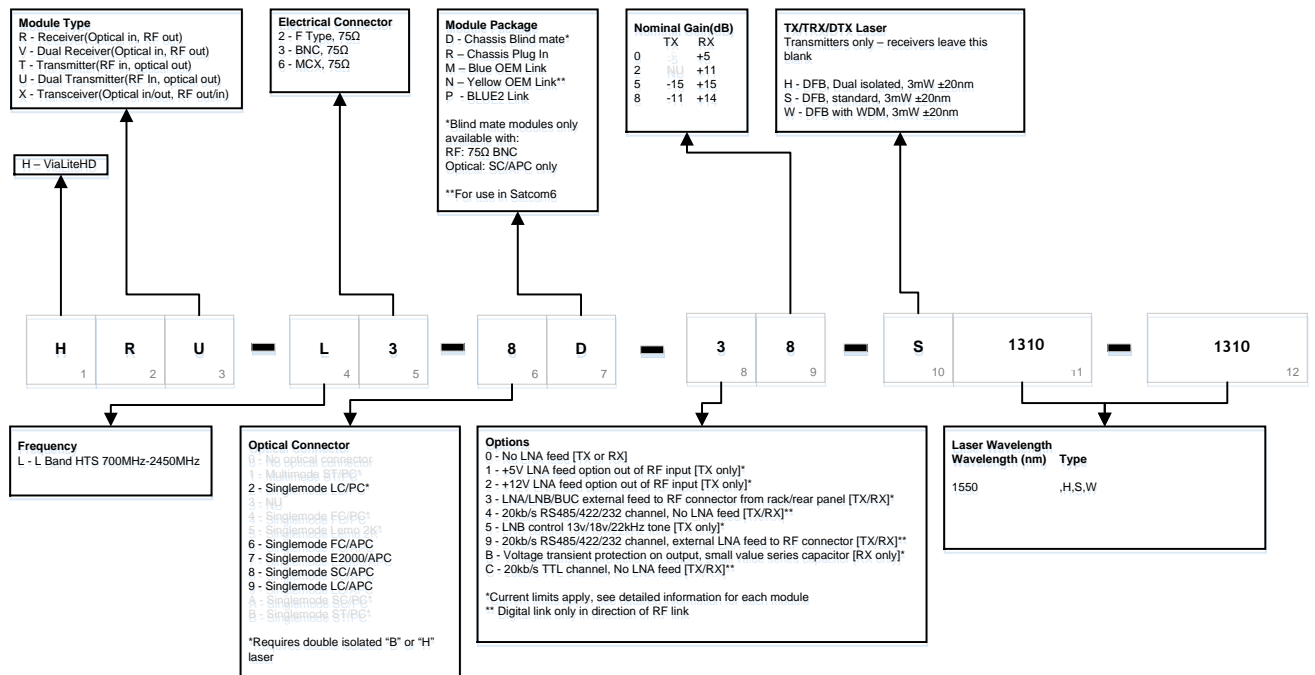 Module Type
R - Receiver(Optical in, RF out)
V - Dual Receiver(Optical in, RF out)
T - Transmitter(RF in, optical out)
U - Dual Transmitter(RF In, optical out)
X - Transceiver(Optical in/out, RF out/in)
H – ViaLiteHD
Electrical Connector
2 - F Type, 75Ω
3 – BNC, 75Ω
6 - MCX, 75Ω
Module Package
D - Chassis Blind mate*
R – Chassis Plug In
M – Blue OEM Link
N – Yellow OEM Link**
P - BLUE2 Link
*Blind mate modules only
available with:
RF: 75Ω BNC
Optical: SC/APC only
**For use in Satcom6
Nominal Gain(dB)
TX RX
0 -5 +5
2 NU +11
5 -15 +15
8 -11 +14
TX/TRX/DTX Laser
Transmitters only – receivers leave this
blank
H - DFB, Dual isolated, 3mW ±20nm
S - DFB, standard, 3mW ±20nm
W - DFB with WDM, 3mW ±20nm
H R U – L 3 – 8 D – 3 8 – S 1310 – 1310
1 2 3 4 5 6 7 8 9 10 11 12
Frequency
L - L Band HTS 700MHz-2450MHz
Optical Connector
0 - No optical connector
1 - Multimode ST/PC¹
2 - Singlemode LC/PC*
3 - NU
4 - Singlemode FC/PC¹
5 - Singlemode Lemo 2K¹
6 - Singlemode FC/APC
7 - Singlemode E2000/APC
8 - Singlemode SC/APC
9 - Singlemode LC/APC
A - Singlemode SC/PC¹
B - Singlemode ST/PC¹
*Requires double isolated “B” or “H”
laser
Options
0 - No LNA feed [TX or RX]
1 - +5V LNA feed option out of RF input [TX only]*
2 - +12V LNA feed option out of RF input [TX only]*
3 - LNA/LNB/BUC external feed to RF connector from rack/rear panel [TX/RX]*
4 - 20kb/s RS485/422/232 channel, No LNA feed [TX/RX]**
5 - LNB control 13v/18v/22kHz tone [TX only]*
9 - 20kb/s RS485/422/232 channel, external LNA feed to RF connector [TX/RX]**
B - Voltage transient protection on output, small value series capacitor [RX only]*
C - 20kb/s TTL channel, No LNA feed [TX/RX]**
*Current limits apply, see detailed information for each module
** Digital link only in direction of RF link
Laser Wavelength
Wavelength (nm) Type
1550 ,H,S,W